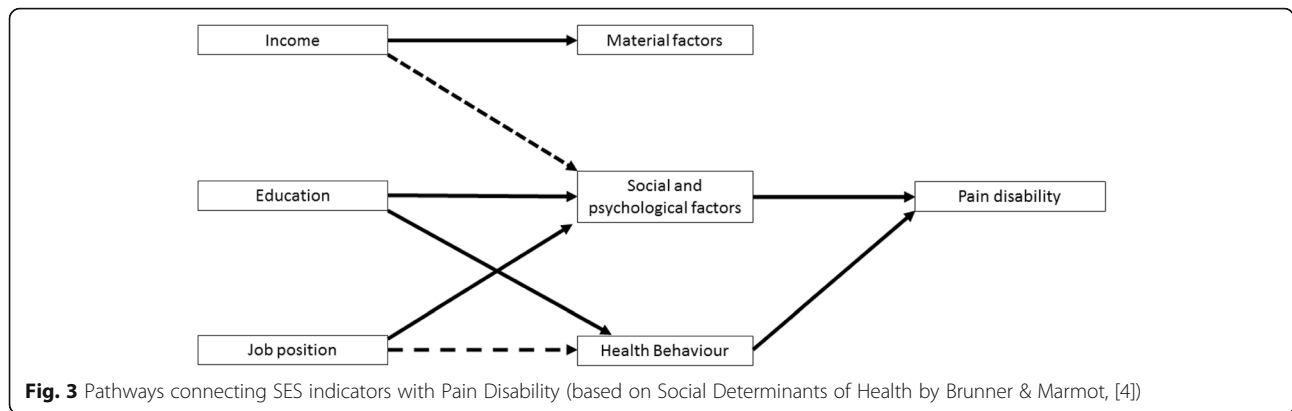 Income
Material factors
Education
Social and
psychological factors
Pain disability
Job position
Health Behaviour
Fig. 3 Pathways connecting SES indicators with Pain Disability (based on Social Determinants of Health by Brunner & Marmot, [4])